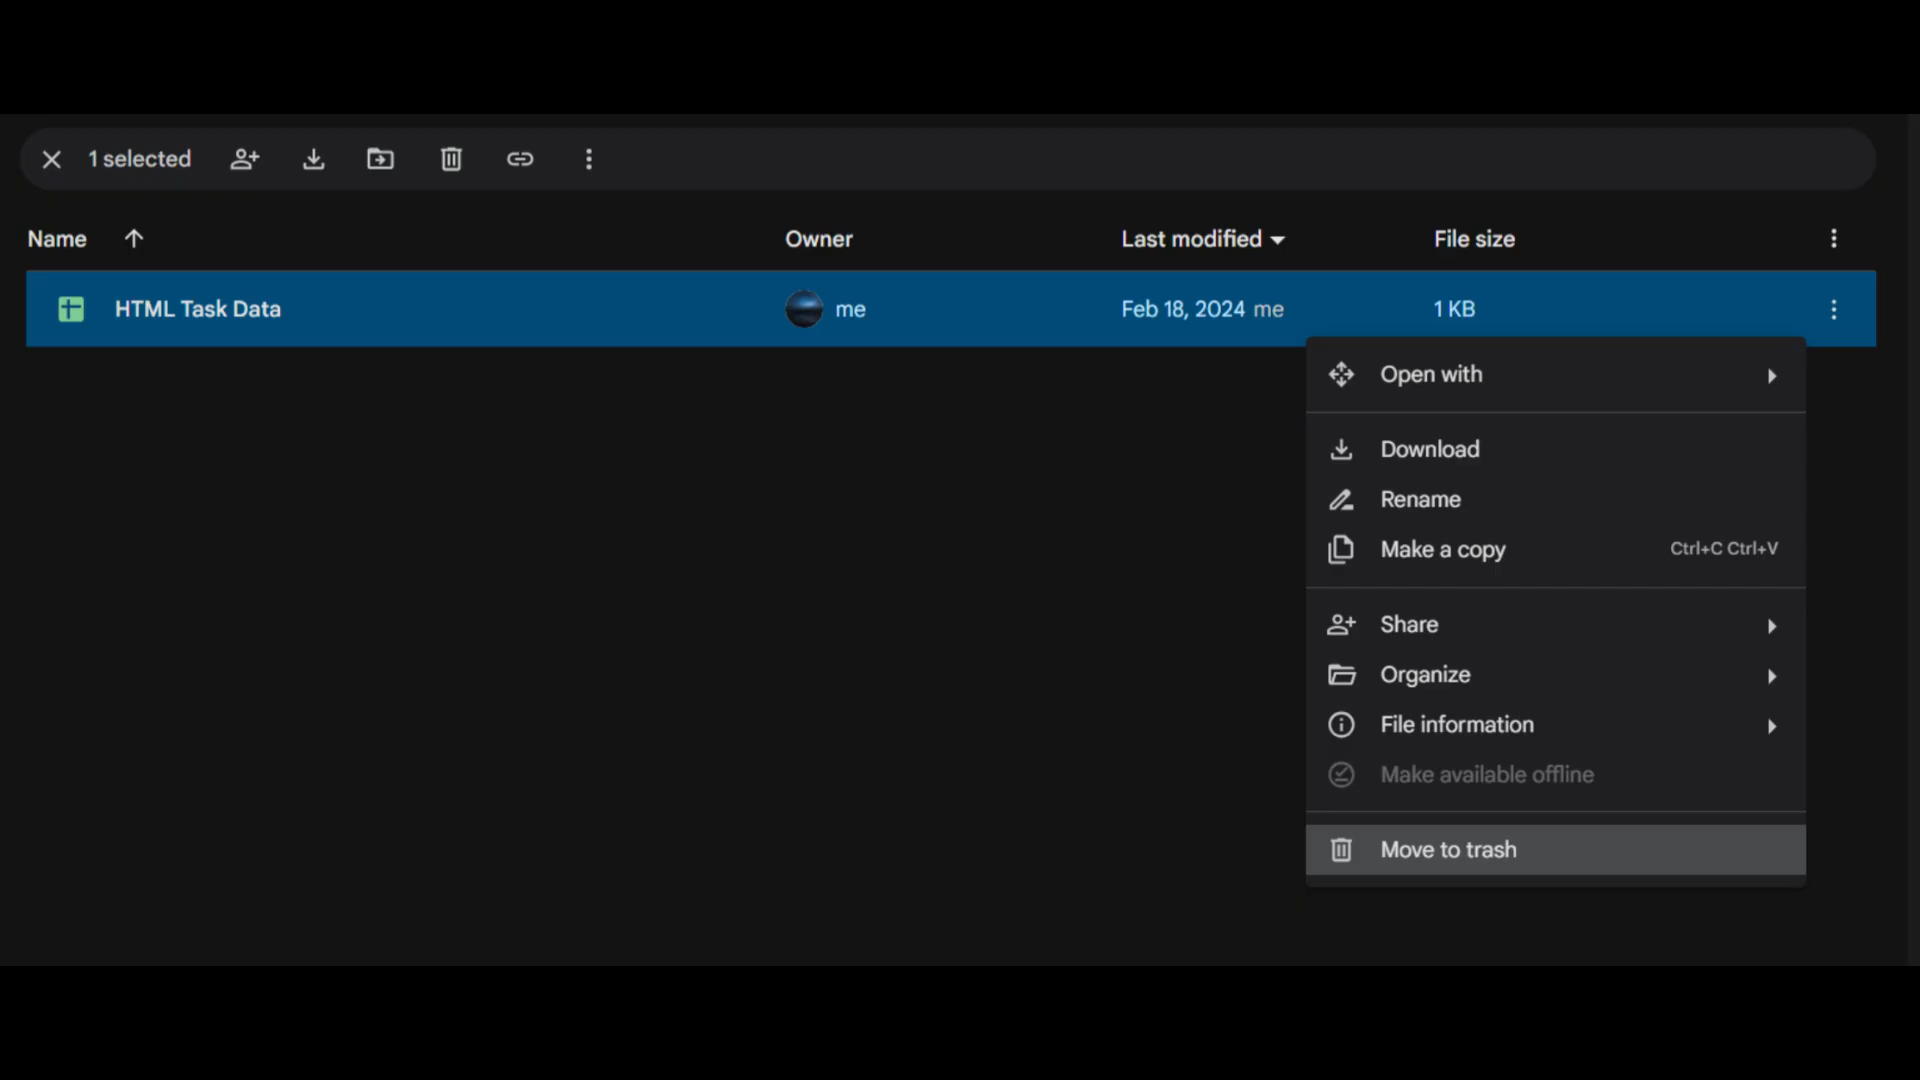 1 selected
Name Owner Last modified File size
HTML Task Data me Feb 18, 2024 me 1 KB
Open with
Download
Rename
Make a copy Ctrl+C Ctrl+V
Share
Organize
File information
Make available offline
Move to trash